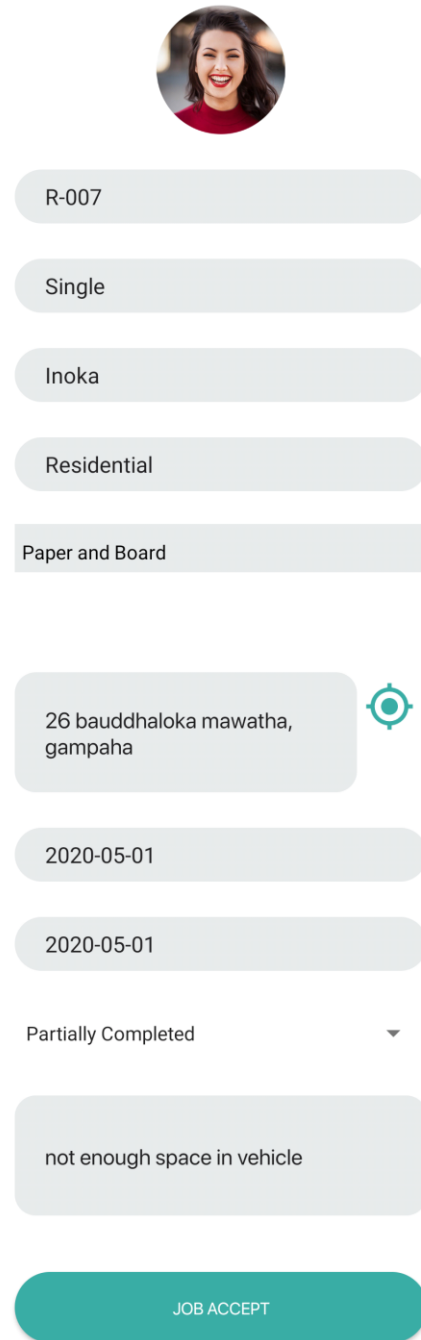 R-007
Single
Inoka
Residential
Paper and Board
26 bauddhaloka mawatha,
gampaha
2020-05-01
2020-05-01
Partially Completed
not enough space in vehicle
JOB ACCEPT